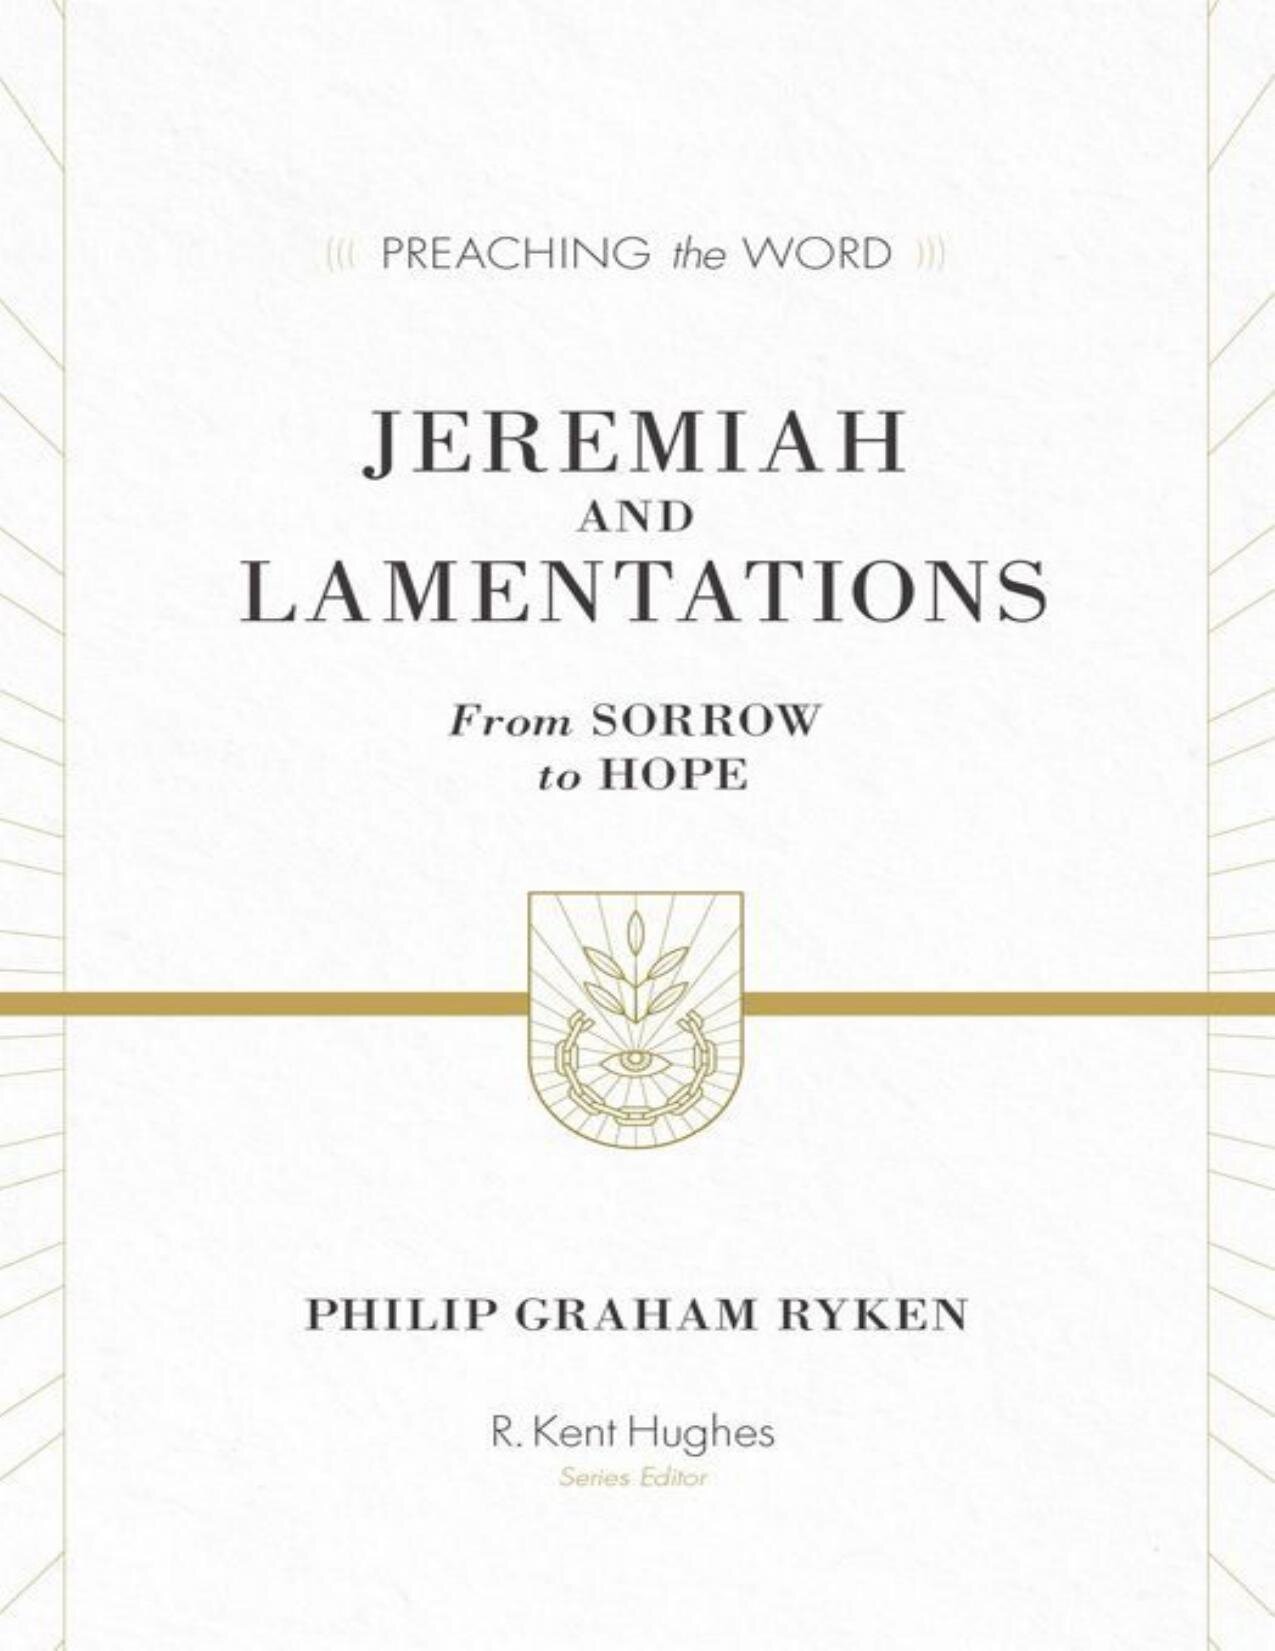 ((( PREACHING the WORD )))
JEREMIAH
AND
LAMENTATIONS
From SORROW
to HOPE
PHILIP GRAHAM RYKEN
R. Kent Hughes
Series Editor